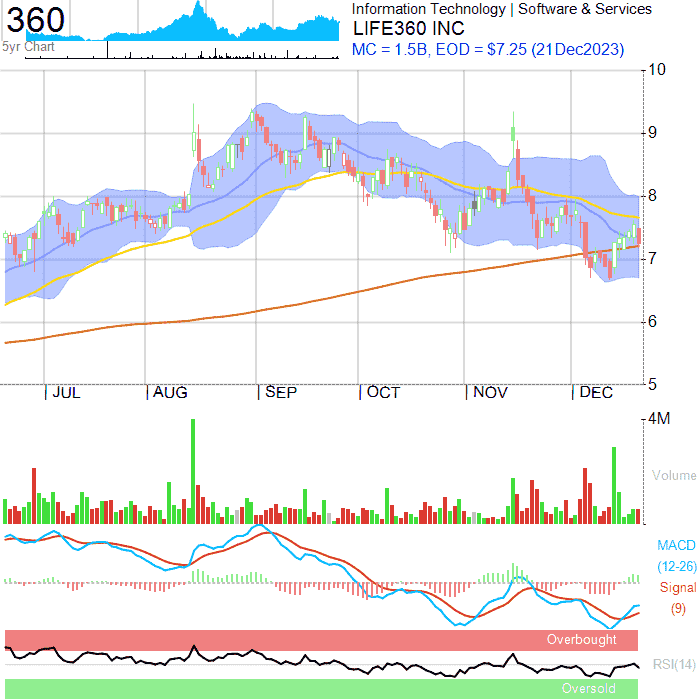 360
5yr Chart
Information Technology | Software & Services
LIFE360 INC
MC = 1.5B, EOD = $7.25 (21Dec2023)
10
9
8
7
6
5
JUL AUG SEP OCT NOV DEC
4M
Volume
MACD
(12-26)
Signal
(9)
Overbought
RSI(14)
Oversold